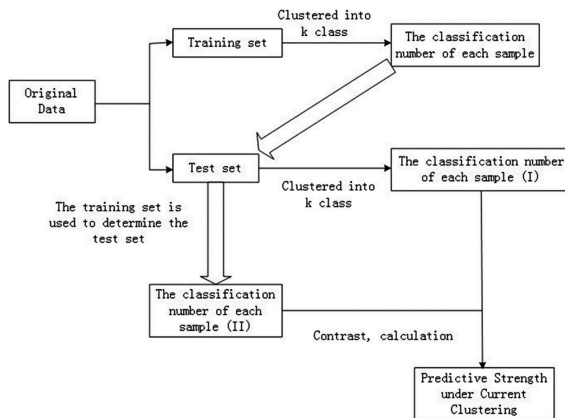 Clustered into
k class
Training set
The classification
number of each sample
Original
Data
Test set
Clustered into
k class
The classification number
of each sample (I)
The training set is
used to determine the
test set
The classification
number of each
sample (II)
Contrast, calculation
Predictive Strength
under Current
Clustering